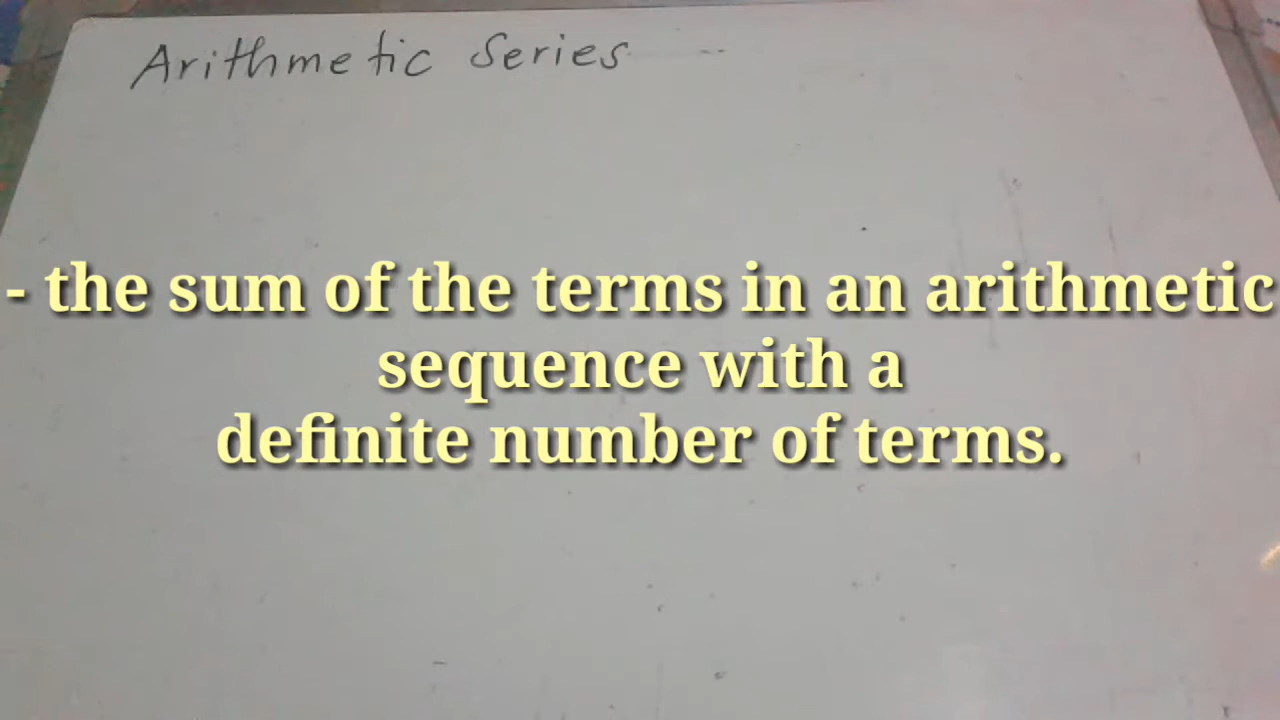 Arithmetic Series
- the sum of the terms in an arithmetic
sequence with a
definite number of terms.